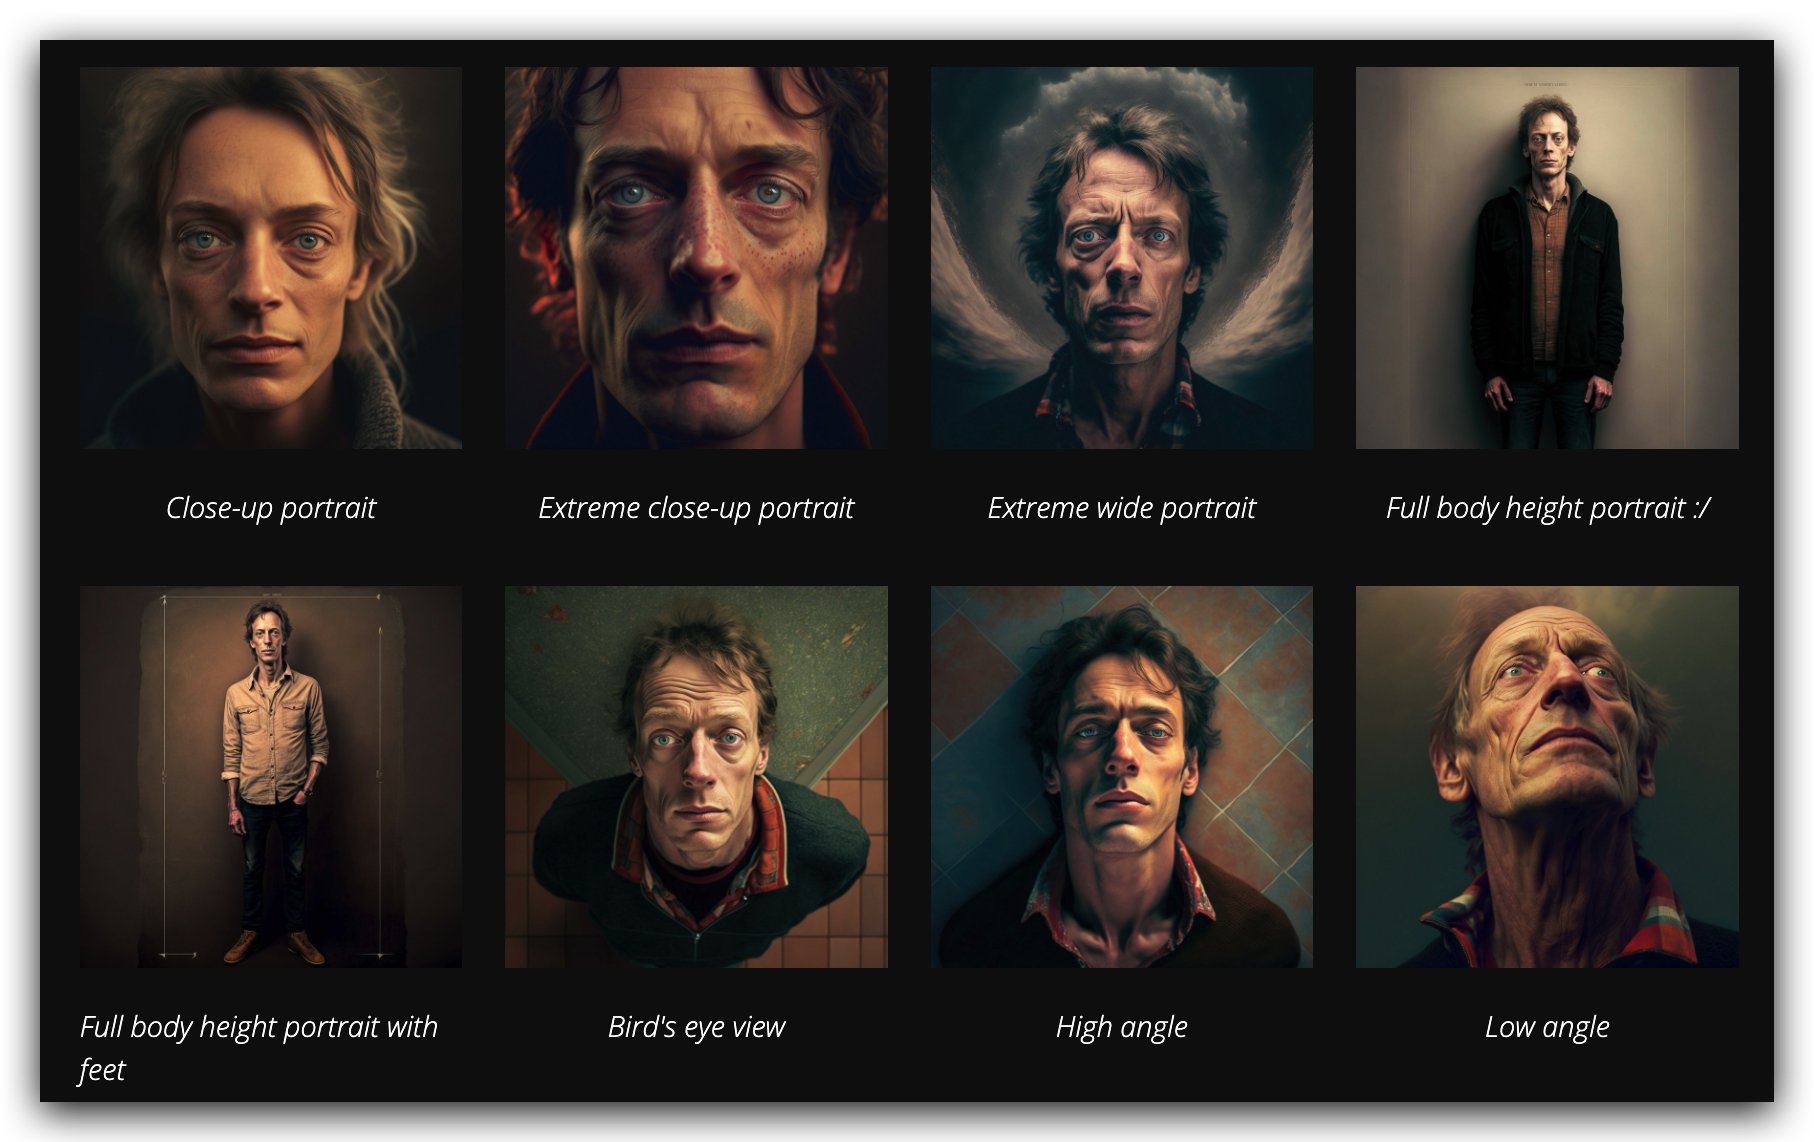 Close-up portrait
Extreme close-up portrait
Extreme wide portrait
Full body height portrait :/
Full body height portrait with
feet
Bird's eye view
High angle
Low angle